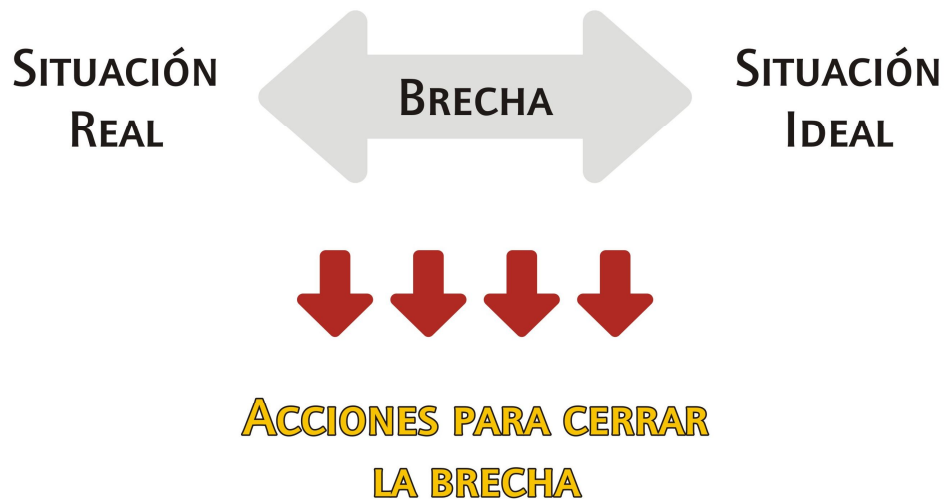 Situación
Real
Brecha
Situación
Ideal
Acciones para cerrar
la brecha